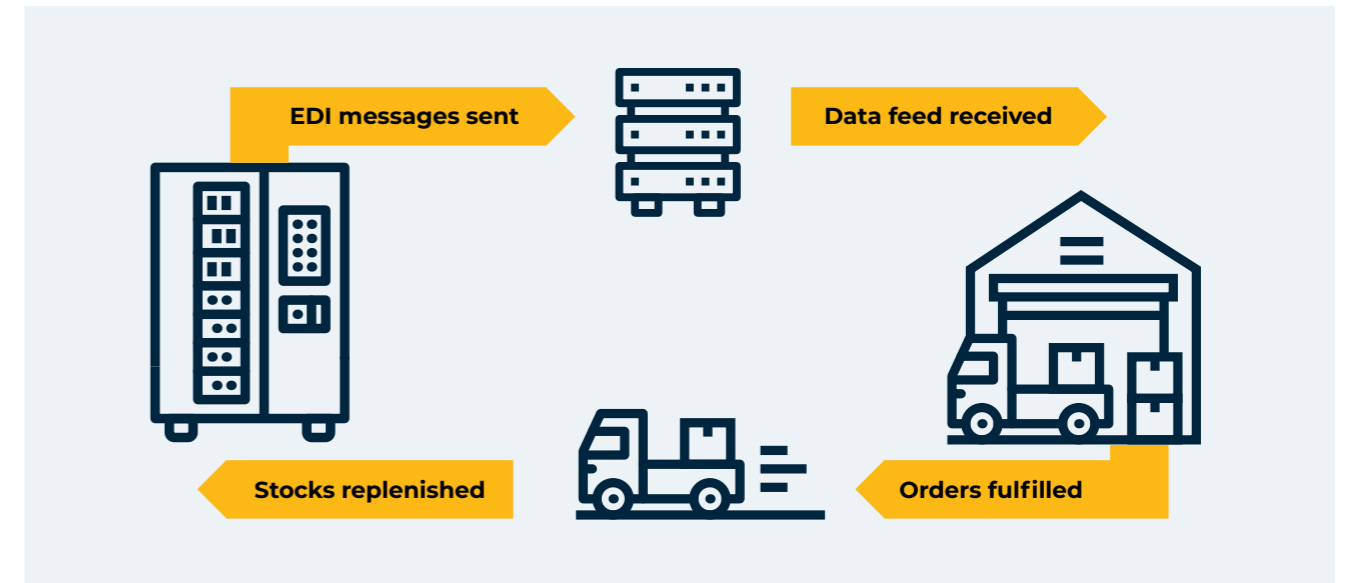 EDI messages sent
Data feed received
Stocks replenished
Orders fulfilled